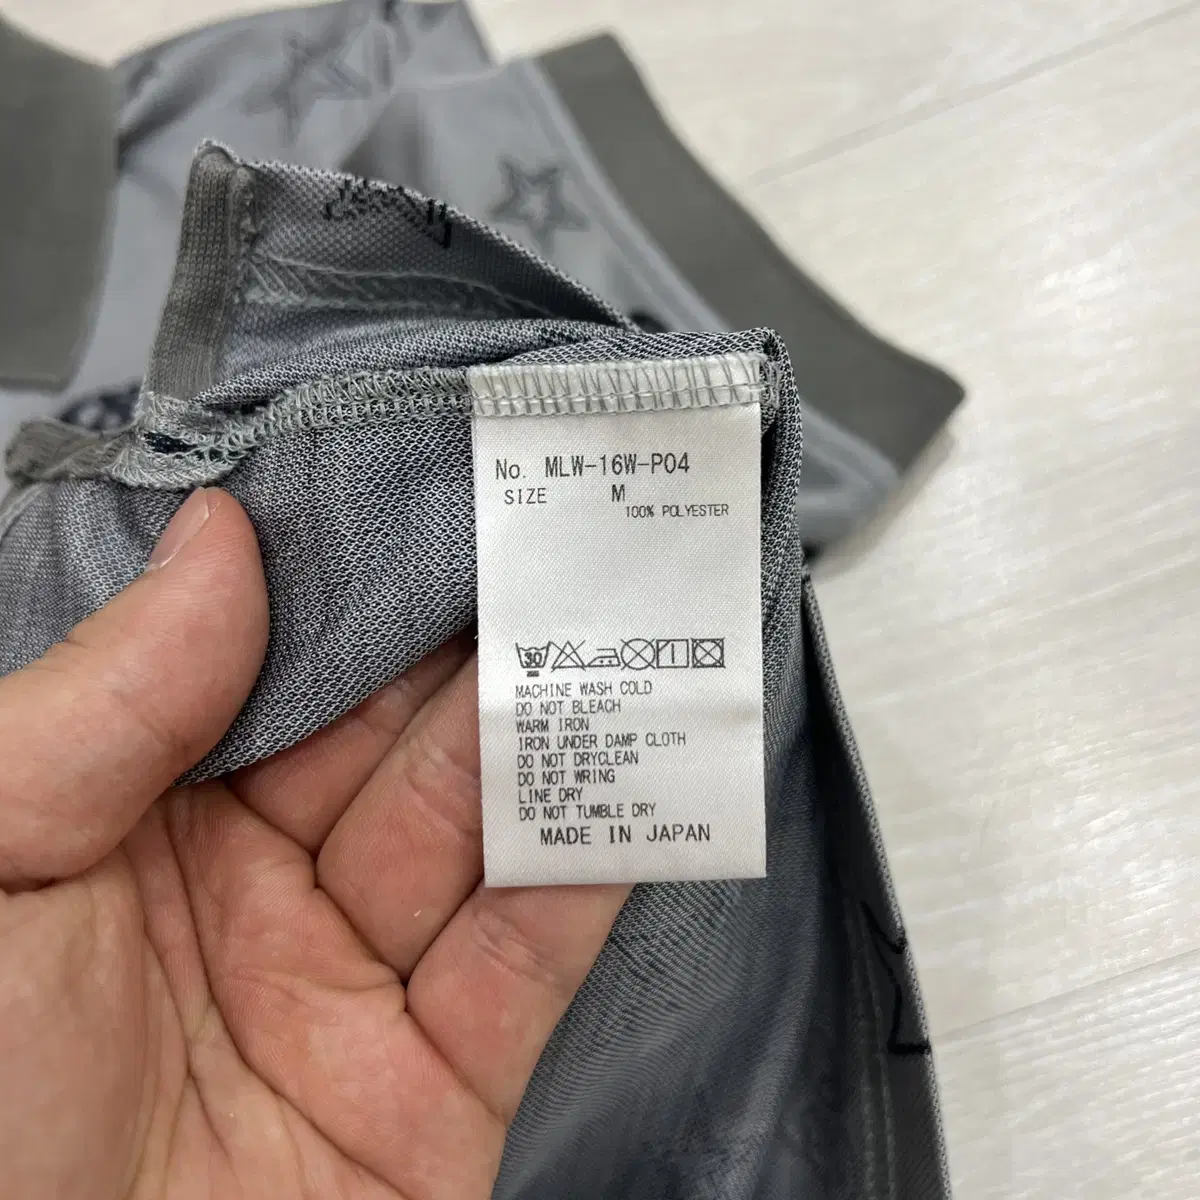 No. MLW-16W-P04
SIZE M
100% POLYESTER
30
MACHINE WASH COLD
DO NOT BLEACH
WARM IRON
IRON UNDER DAMP CLOTH
DO NOT DRYCLEAN
DO NOT WRING
LINE DRY
DO NOT TUMBLE DRY
MADE IN JAPAN